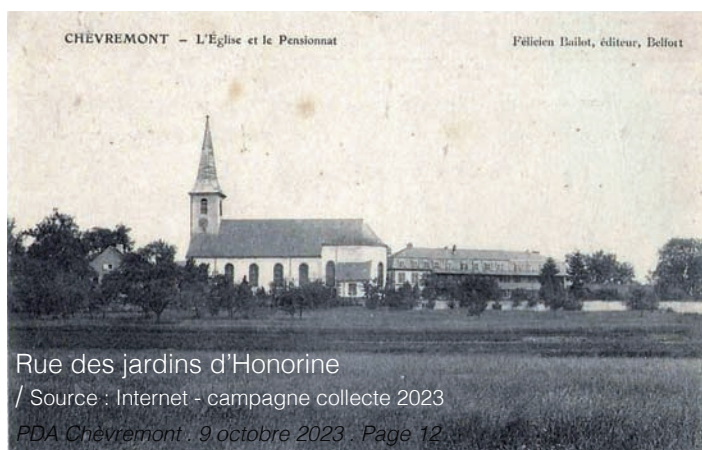 CHÈVREMONT – L'Église et le Pensionnat
Félicien Bailot, éditeur, Belfort
Rue des jardins d'Honorine
/ Source : Internet - campagne collecte 2023
PDA Chèvremont . 9 octobre 2023 . Page 12